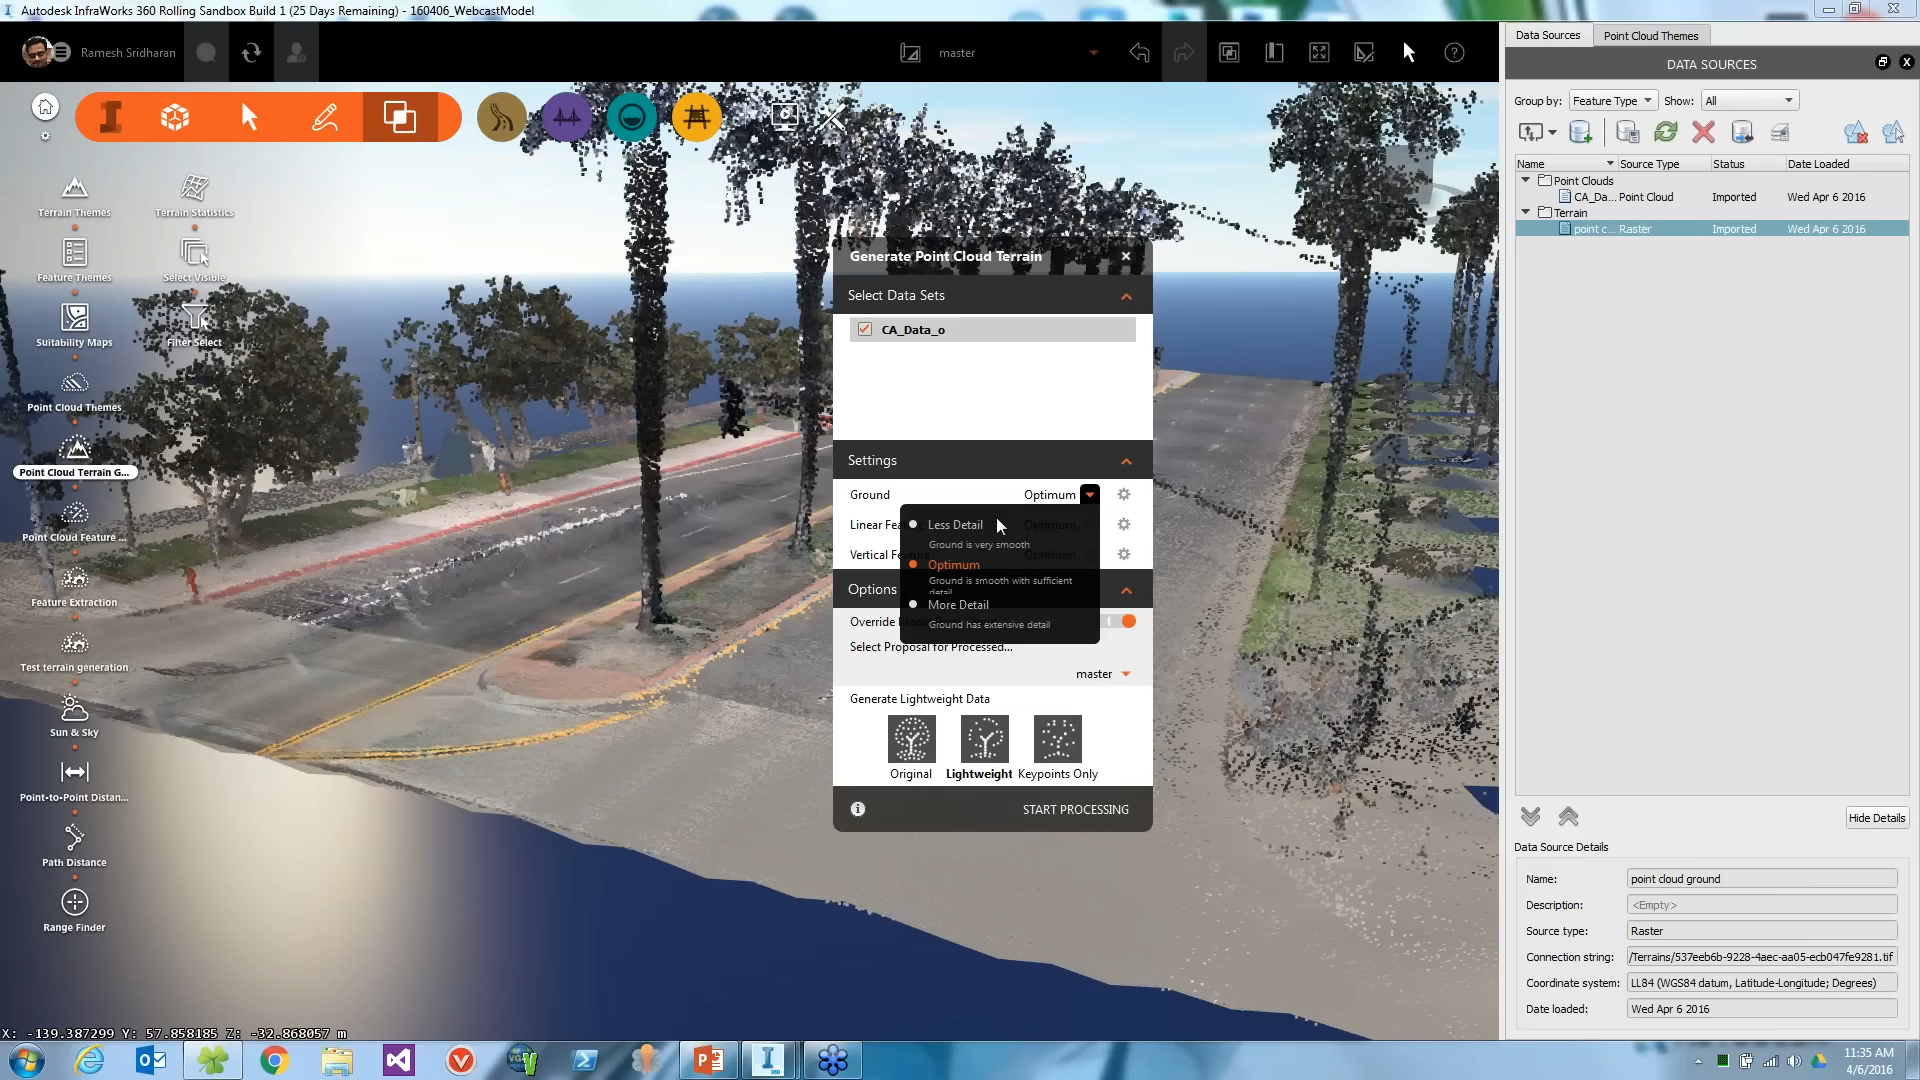 Autodesk InfraWorks 360 Rolling Sandbox Build 1 (25 Days Remaining) - 160406_WebcastModel
Ramesh Sridharan
master
Terrain Themes
Terrain Statistics
Feature Themes
Select Visible
Suitability Maps
Filter Select
Point Cloud Themes
Point Cloud Terrain G...
Point Cloud Feature ...
Feature Extraction
Test terrain generation
Sun & Sky
Point-to-Point Distan...
Path Distance
Range Finder
X: -139.387299 Y: 57.858185 Z: -32.868057 m
Generate Point Cloud Terrain
Select Data Sets
CA_Data_o
Settings
Ground
Optimum
Linear Fea
Optimum
Vertical Featur
Optimum
Less Detail
Ground is very smooth
Optimum
Ground is smooth with sufficient
detail
More Detail
Ground has extensive detail
Options
Override Mod
Select Proposal for Processed...
master
Generate Lightweight Data
Original
Lightweight
Keypoints Only
START PROCESSING
Data Sources
Point Cloud Themes
DATA SOURCES
Group by:
Feature Type
Show:
All
Name
Source Type
Status
Date Loaded
Point Clouds
CA_Da... Point Cloud Imported Wed Apr 6 2016
Terrain
point c... Raster Imported Wed Apr 6 2016
Hide Details
Data Source Details
Name: point cloud ground
Description: <Empty>
Source type: Raster
Connection string: /Terrains/537eeb6b-9228-4aec-aa05-ecb047fe9281.tif
Coordinate system: LL84 (WGS84 datum, Latitude-Longitude; Degrees)
Date loaded: Wed Apr 6 2016
11:35 AM
4/6/2016